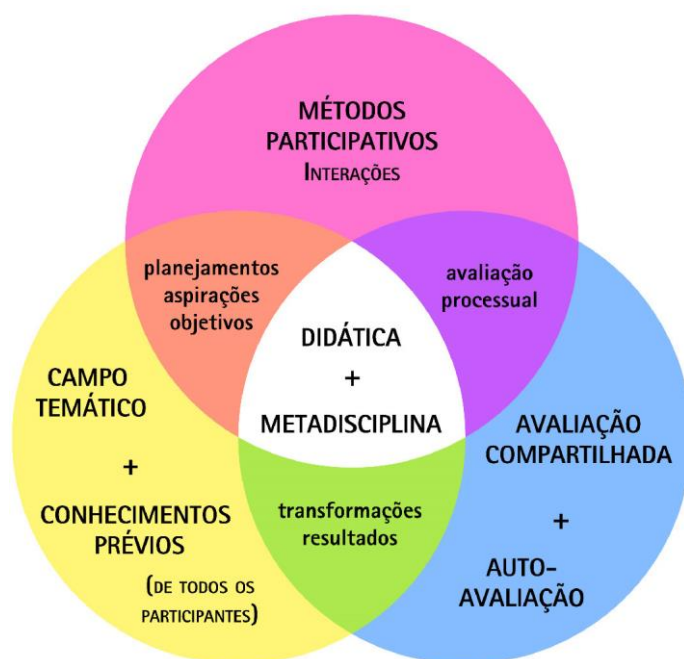 MÉTODOS
PARTICIPATIVOS
INTERAÇÕES
planejamentos
aspirações
objetivos
avaliação
processual
DIDÁTICA
+
METADISCIPLINA
CAMPO
TEMÁTICO
+
CONHECIMENTOS
PRÉVIOS
(DE TODOS OS
PARTICIPANTES)
transformações
resultados
AVALIAÇÃO
COMPARTILHADA
+
AUTO-
AVALIAÇÃO